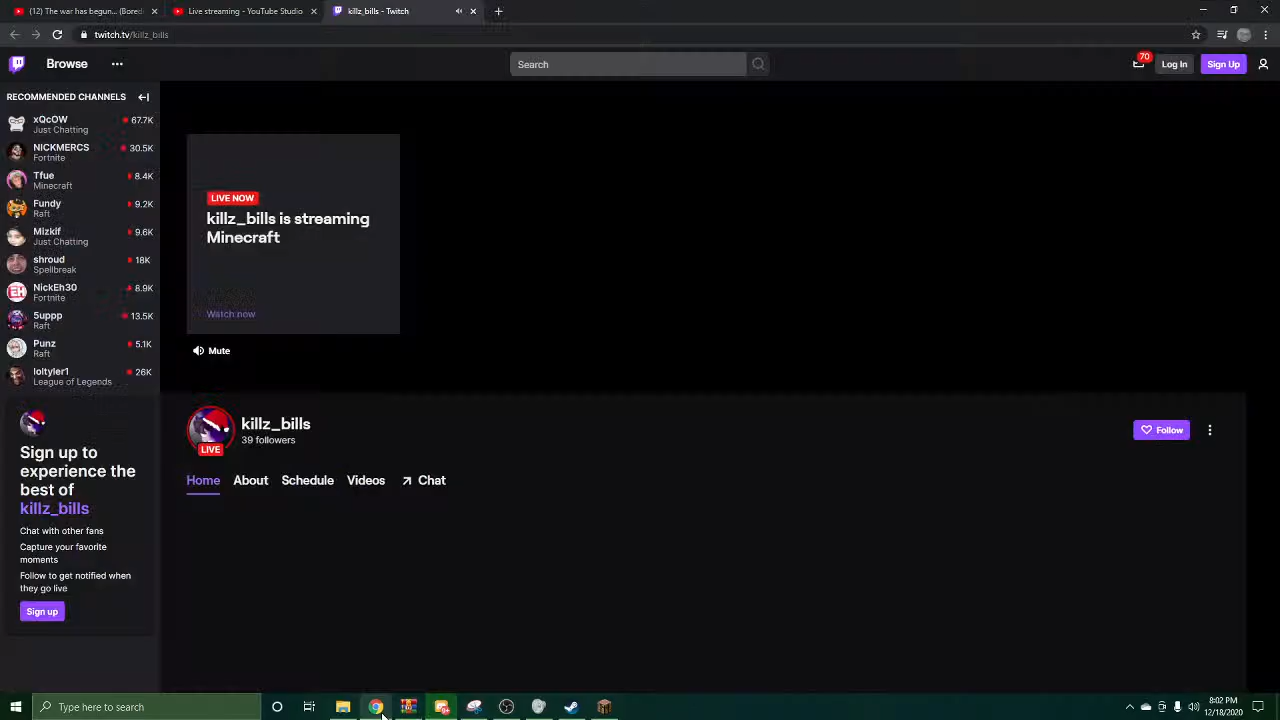 (12) The war has begun... (Bored
Live streaming - YouTube Studio
killz_bills - Twitch
twitch.tv/killz_bills
Browse
Search
70
Log In
Sign Up
RECOMMENDED CHANNELS
xQcOW
67.7K
Just Chatting
NICKMERCS
30.5K
Fortnite
Tfue
8.4K
Minecraft
Fundy
9.2K
Raft
Mizkif
9.6K
Just Chatting
shroud
18K
Spellbreak
NickEh30
8.9K
Fortnite
5uppp
13.5K
Raft
Punz
5.1K
Raft
loltyler1
26K
League of Legends
LIVE NOW
killz_bills is streaming
Minecraft
Watch now
Mute
killz_bills
39 followers
LIVE
Follow
Home About Schedule Videos Chat
Sign up to
experience the
best of
killz_bills
Chat with other fans
Capture your favorite
moments
Follow to get notified when
they go live
Sign up
Type here to search
8:02 PM
12/18/2020